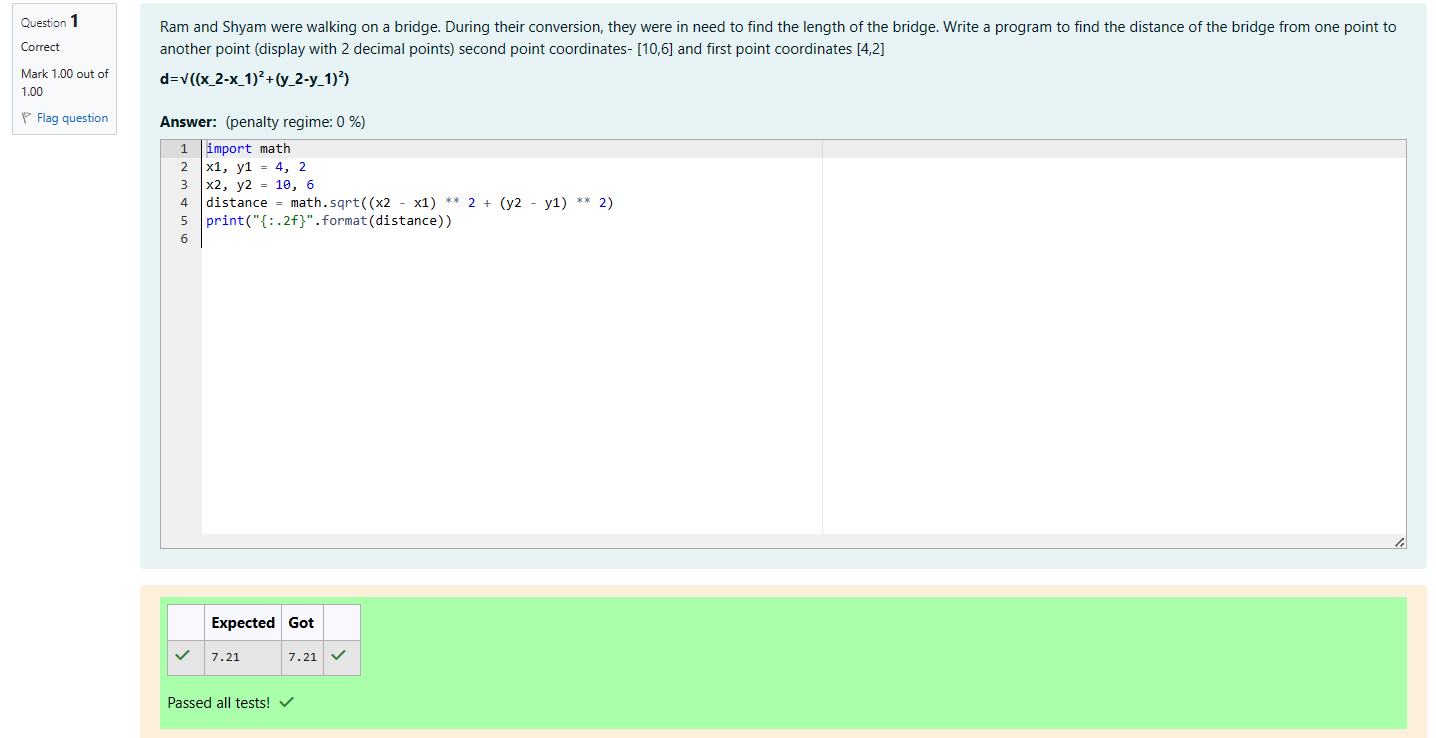 Question 1
Correct
Mark 1.00 out of
1.00
Flag question
Ram and Shyam were walking on a bridge. During their conversion, they were in need to find the length of the bridge. Write a program to find the distance of the bridge from one point to
another point (display with 2 decimal points) second point coordinates- [10,6] and first point coordinates [4,2]
d=√((x_2-x_1)²+(y_2-y_1)²)
Answer: (penalty regime: 0 %)
1 import math
2 x1, y1 = 4, 2
3 x2, y2 = 10, 6
4 distance = math.sqrt((x2 - x1) ** 2 + (y2 - y1) ** 2)
5 print("{:.2f}".format(distance))
6
Expected Got
7.21 7.21
Passed all tests!